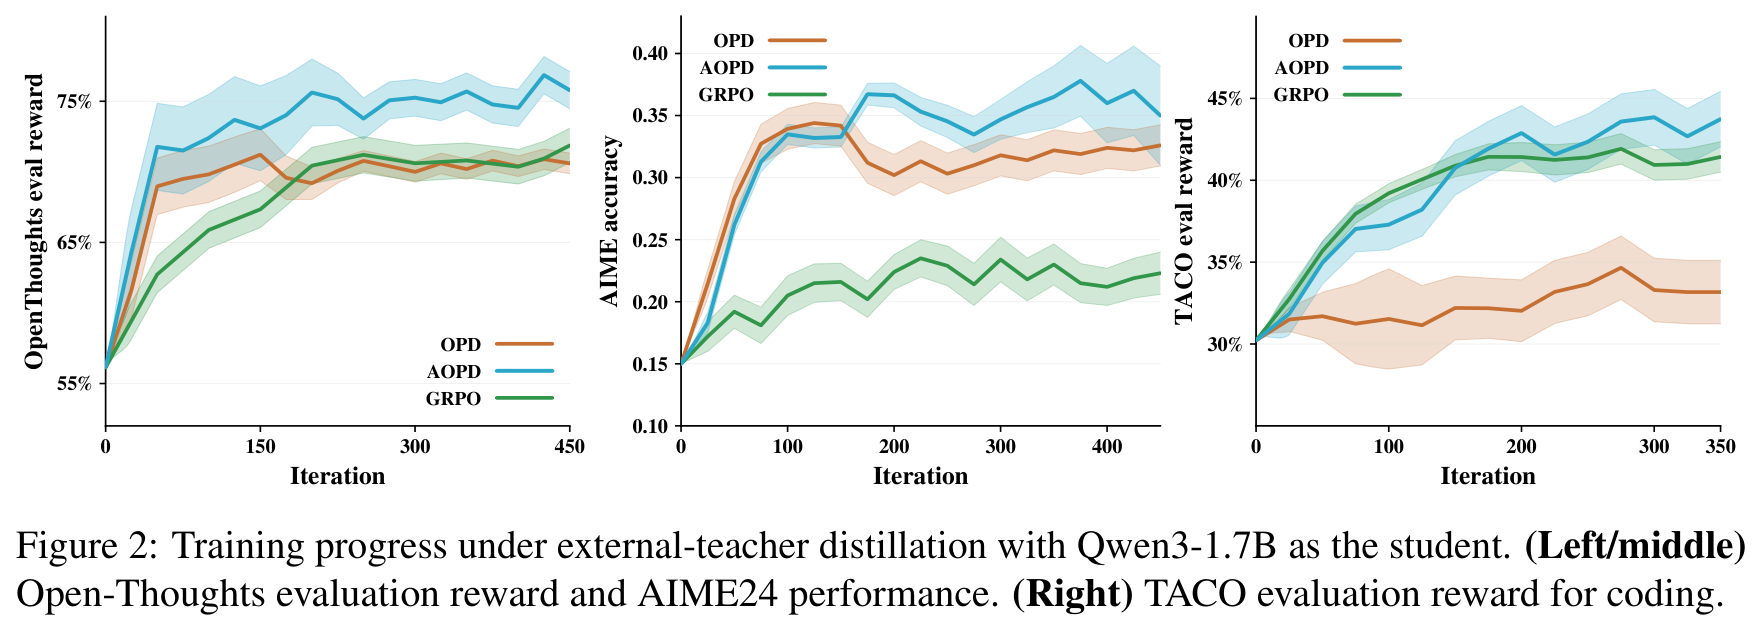 OpenThoughts eval reward
75%
65%
55%
OPD
AOPD
GRPO
0 150 300 450
Iteration
AIME accuracy
0.40
0.35
0.30
0.25
0.20
0.15
0.10
OPD
AOPD
GRPO
0 100 200 300 400
Iteration
TACO eval reward
45%
40%
35%
30%
OPD
AOPD
GRPO
0 100 200 300 350
Iteration
Figure 2: Training progress under external-teacher distillation with Qwen3-1.7B as the student. (Left/middle)
Open-Thoughts evaluation reward and AIME24 performance. (Right) TACO evaluation reward for coding.